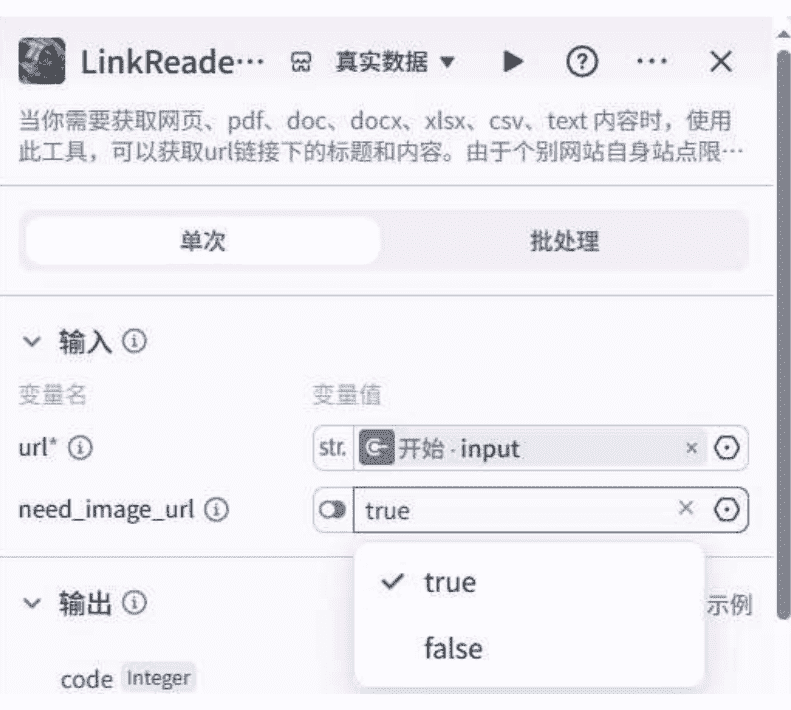 LinkReade… 真实数据
当你需要获取网页、pdf、doc、docx、xlsx、csv、text 内容时，使用
此工具，可以获取url链接下的标题和内容。由于个别网站自身站点限…
单次 批处理
输入
变量名 变量值
url* str. 开始 · input
need_image_url true
true
输出 示例
false
code Integer